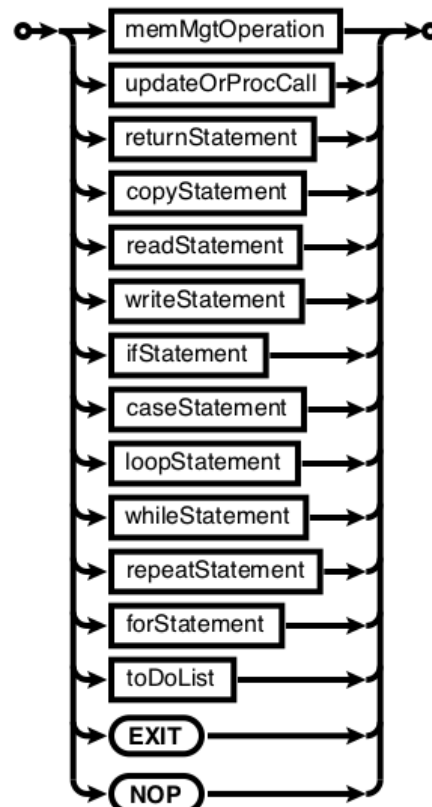 memMgtOperation
updateOrProcCall
returnStatement
copyStatement
readStatement
writeStatement
ifStatement
caseStatement
loopStatement
whileStatement
repeatStatement
forStatement
toDoList
EXIT
NOP